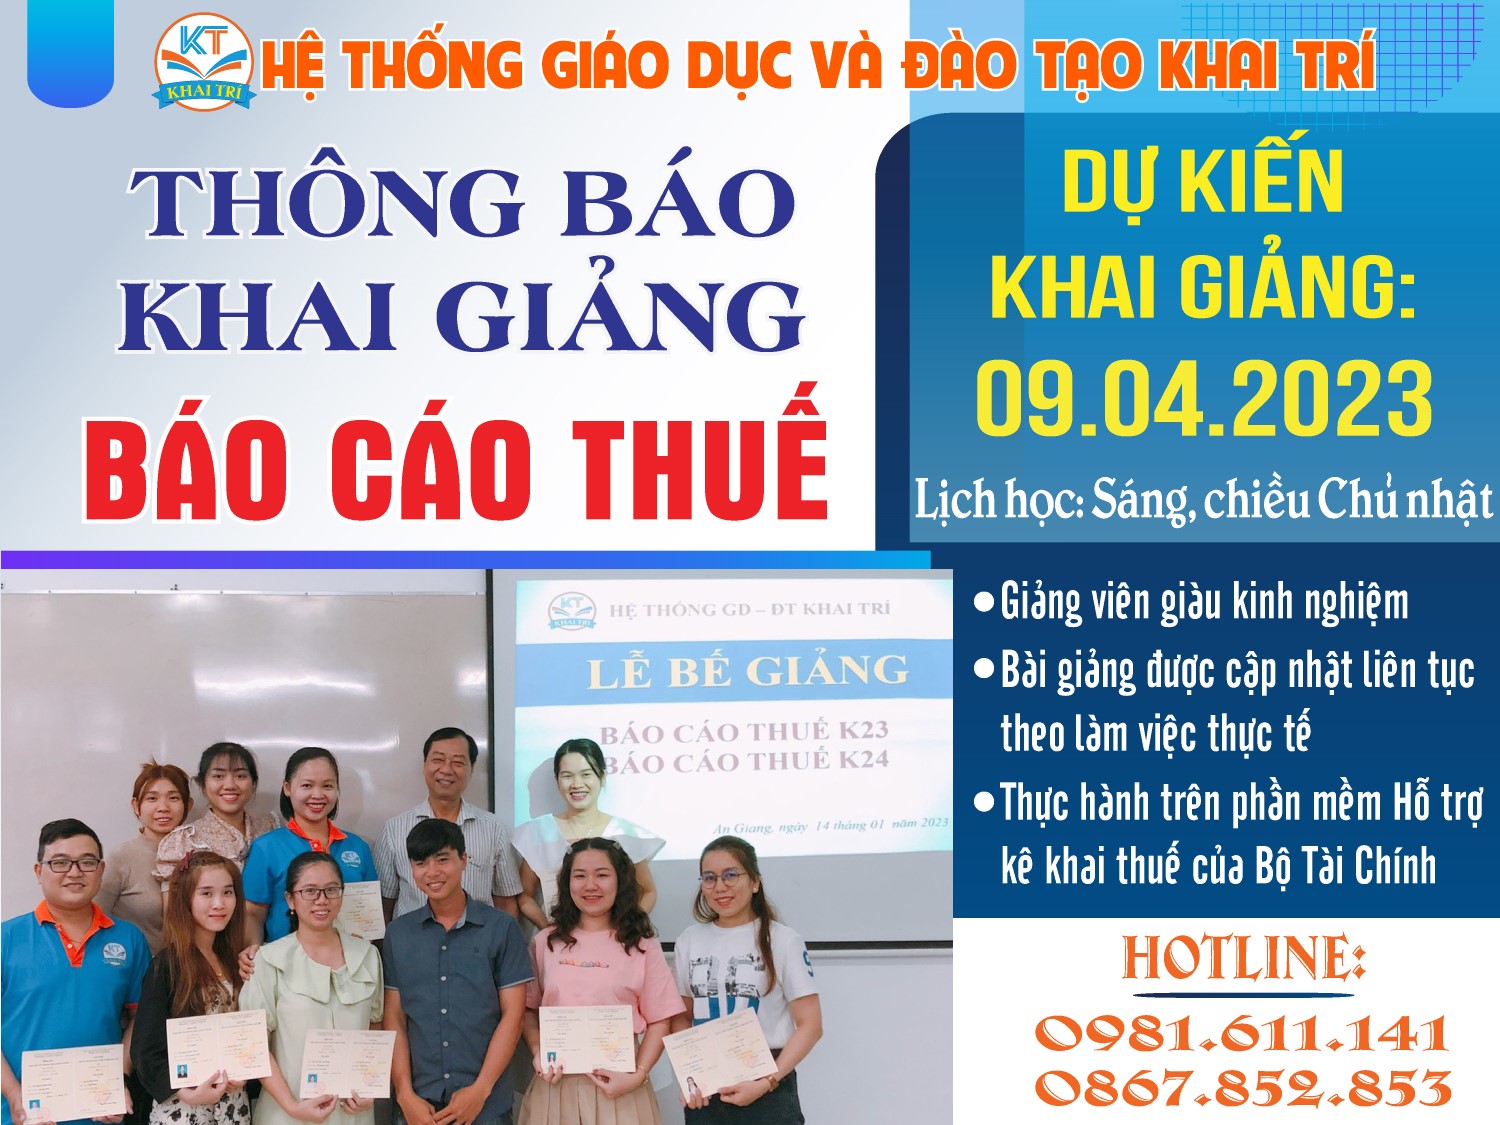 KT
KHAI TRÍ
HỆ THỐNG GIÁO DỤC VÀ ĐÀO TẠO KHAI TRÍ
THÔNG BÁO
KHAI GIẢNG
BÁO CÁO THUẾ
DỰ KIẾN
KHAI GIẢNG:
09.04.2023
Lịch học: Sáng, chiều Chủ nhật
KT
KHAI TRÍ
HỆ THỐNG GD – ĐT KHAI TRÍ
LỄ BẾ GIẢNG
BÁO CÁO THUẾ K23
BÁO CÁO THUẾ K24
An Giang, ngày 14 tháng 01 năm 2023
KT
•Giảng viên giàu kinh nghiệm
•Bài giảng được cập nhật liên tục
theo làm việc thực tế
•Thực hành trên phần mềm Hỗ trợ
kê khai thuế của Bộ Tài Chính
HOTLINE:
0981.611.141
0867.852.853